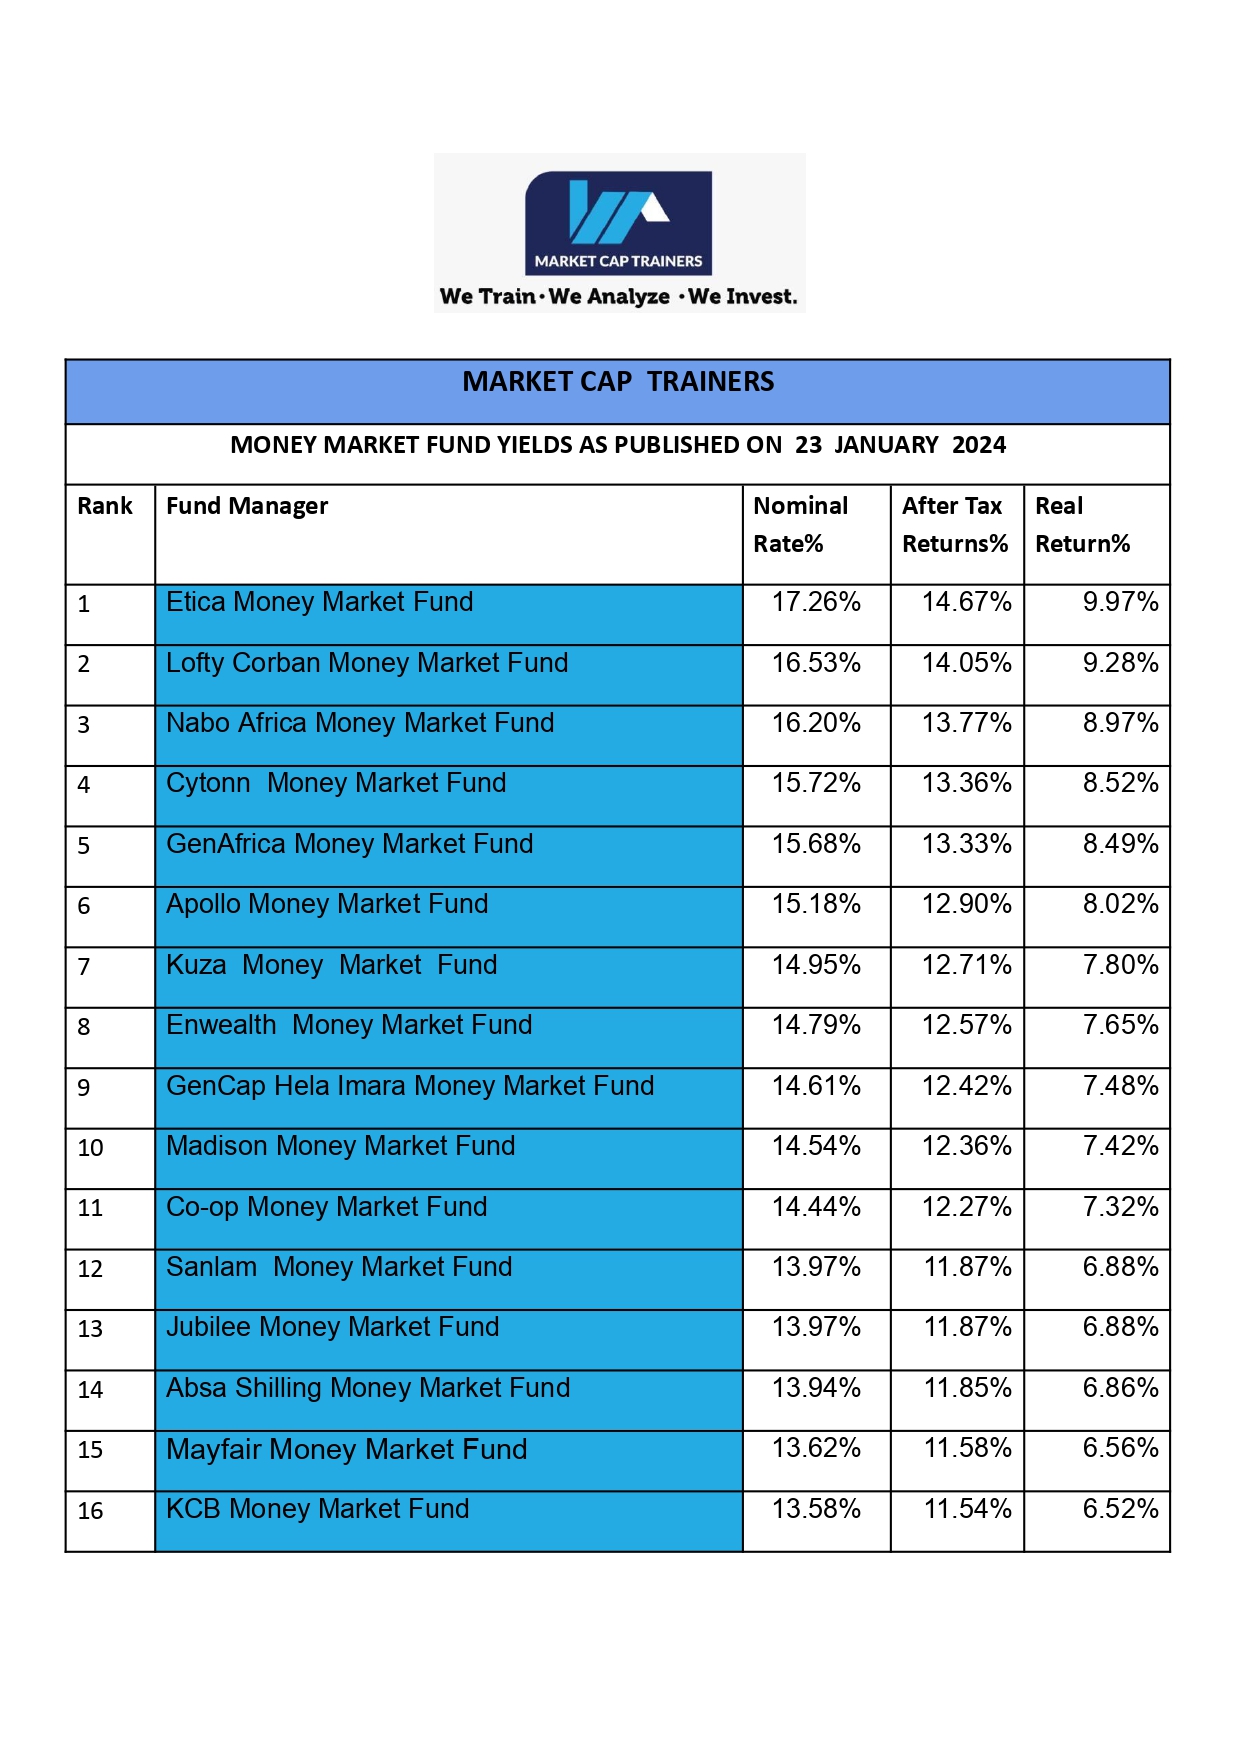 MARKET CAP TRAINERS
We Train · We Analyze · We Invest.
MARKET CAP TRAINERS
MONEY MARKET FUND YIELDS AS PUBLISHED ON 23 JANUARY 2024
Rank Fund Manager Nominal After Tax Real
Rate% Returns% Return%
1 Etica Money Market Fund 17.26% 14.67% 9.97%
2 Lofty Corban Money Market Fund 16.53% 14.05% 9.28%
3 Nabo Africa Money Market Fund 16.20% 13.77% 8.97%
4 Cytonn Money Market Fund 15.72% 13.36% 8.52%
5 GenAfrica Money Market Fund 15.68% 13.33% 8.49%
6 Apollo Money Market Fund 15.18% 12.90% 8.02%
7 Kuza Money Market Fund 14.95% 12.71% 7.80%
8 Enwealth Money Market Fund 14.79% 12.57% 7.65%
9 GenCap Hela Imara Money Market Fund 14.61% 12.42% 7.48%
10 Madison Money Market Fund 14.54% 12.36% 7.42%
11 Co-op Money Market Fund 14.44% 12.27% 7.32%
12 Sanlam Money Market Fund 13.97% 11.87% 6.88%
13 Jubilee Money Market Fund 13.97% 11.87% 6.88%
14 Absa Shilling Money Market Fund 13.94% 11.85% 6.86%
15 Mayfair Money Market Fund 13.62% 11.58% 6.56%
16 KCB Money Market Fund 13.58% 11.54% 6.52%